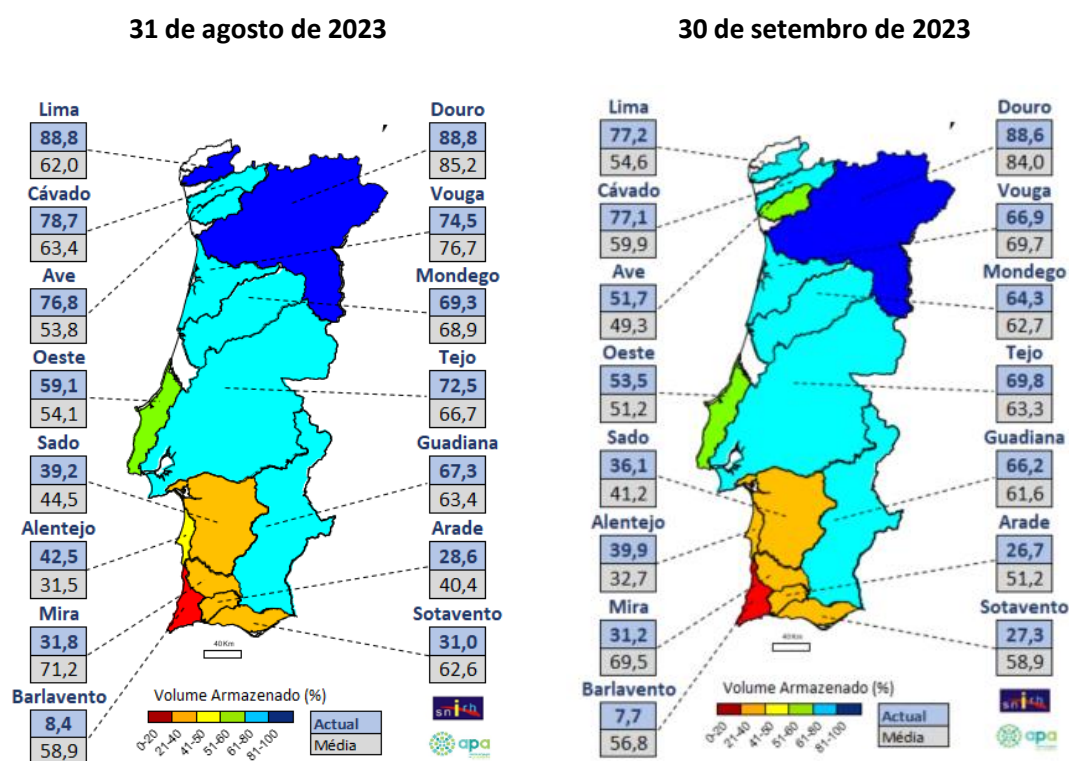 31 de agosto de 2023
Lima
88,8
62,0
Cávado
78,7
63,4
Ave
76,8
53,8
Oeste
59,1
54,1
Sado
39,2
44,5
Alentejo
42,5
31,5
Mira
31,8
71,2
Barlavento
8,4
58,9
Douro
88,8
85,2
Vouga
74,5
76,7
Mondego
69,3
68,9
Tejo
72,5
66,7
Guadiana
67,3
63,4
Arade
28,6
40,4
Sotavento
31,0
62,6
40 Km
Volume Armazenado (%)
0-20
21-40
41-50
51-60
61-80
81-100
Actual
Média
snirh
apa
30 de setembro de 2023
Lima
77,2
54,6
Cávado
77,1
59,9
Ave
51,7
49,3
Oeste
53,5
51,2
Sado
36,1
41,2
Alentejo
39,9
32,7
Mira
31,2
69,5
Barlavento
7,7
56,8
Douro
88,6
84,0
Vouga
66,9
69,7
Mondego
64,3
62,7
Tejo
69,8
63,3
Guadiana
66,2
61,6
Arade
26,7
51,2
Sotavento
27,3
58,9
40 Km
Volume Armazenado (%)
0-20
21-40
41-50
51-60
61-80
81-100
Actual
Média
snirh
apa